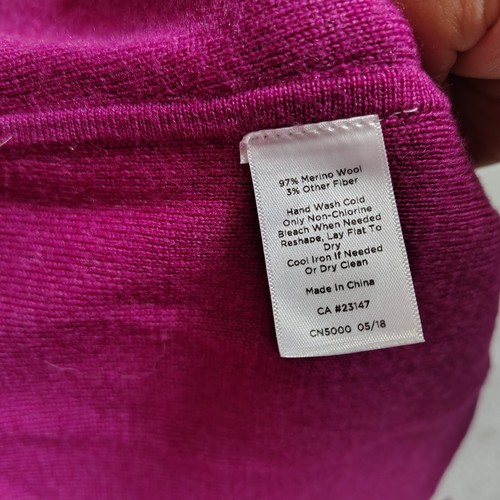 97% Merino Wool
3% Other Fiber
Hand Wash Cold
Only Non-Chlorine
Bleach When Needed
Reshape, Lay Flat To
Dry
Cool Iron If Needed
Or Dry Clean
Made In China
CA #23147
CN5000 05/18